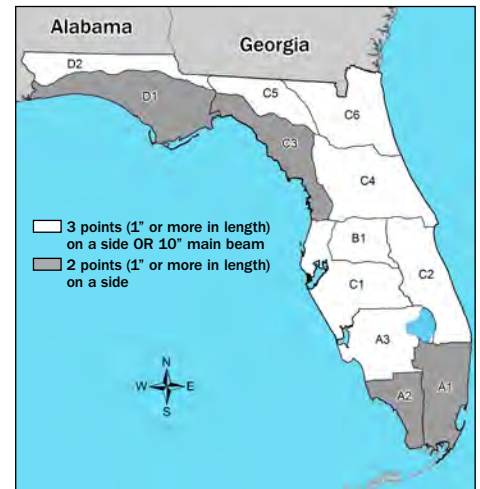 Alabama
Georgia
D2
D1
C5
C6
C3
C4
3 points (1" or more in length)
on a side OR 10" main beam
2 points (1" or more in length)
on a side
B1
C2
C1
A3
N
W
E
S
A2
A1